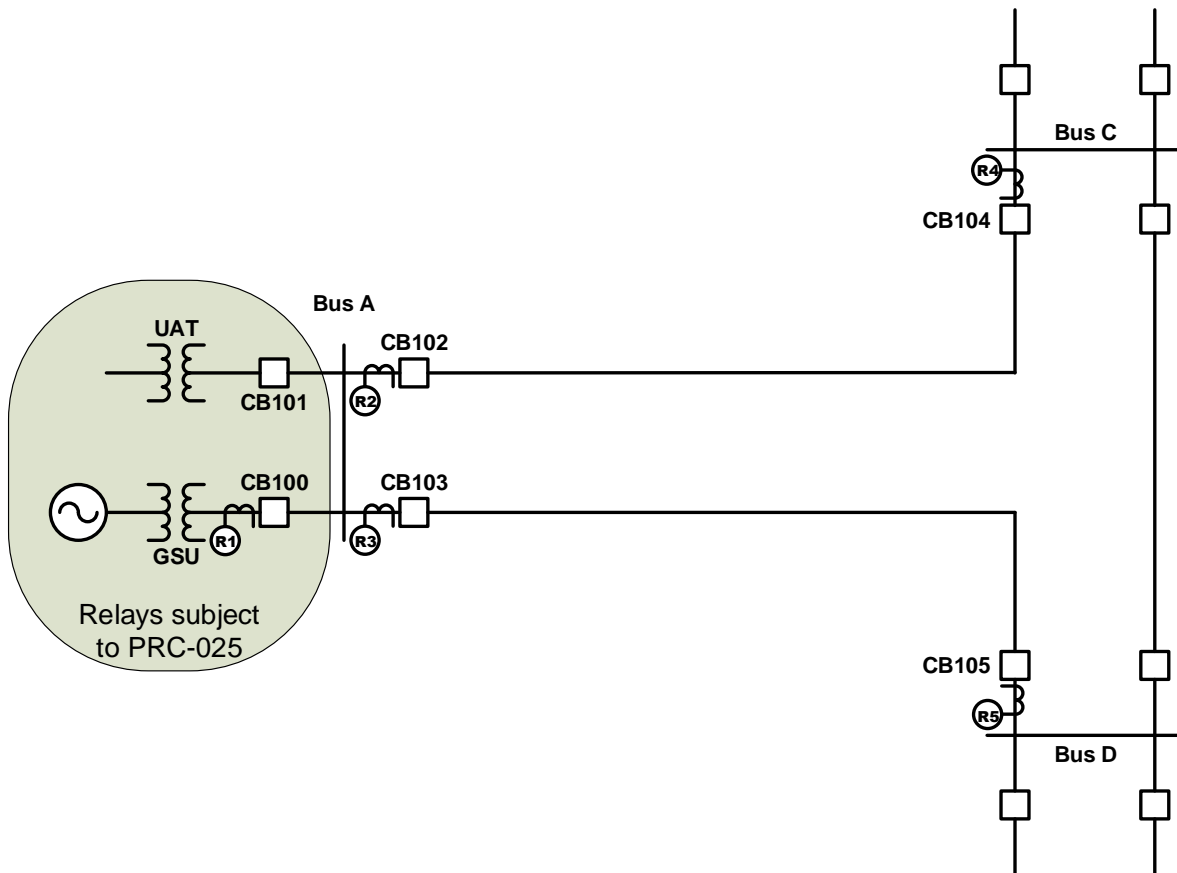 Bus C
R4
CB104
Bus A
UAT
CB102
CB101
R2
CB100
CB103
R1
R3
GSU
Relays subject
to PRC-025
CB105
R5
Bus D